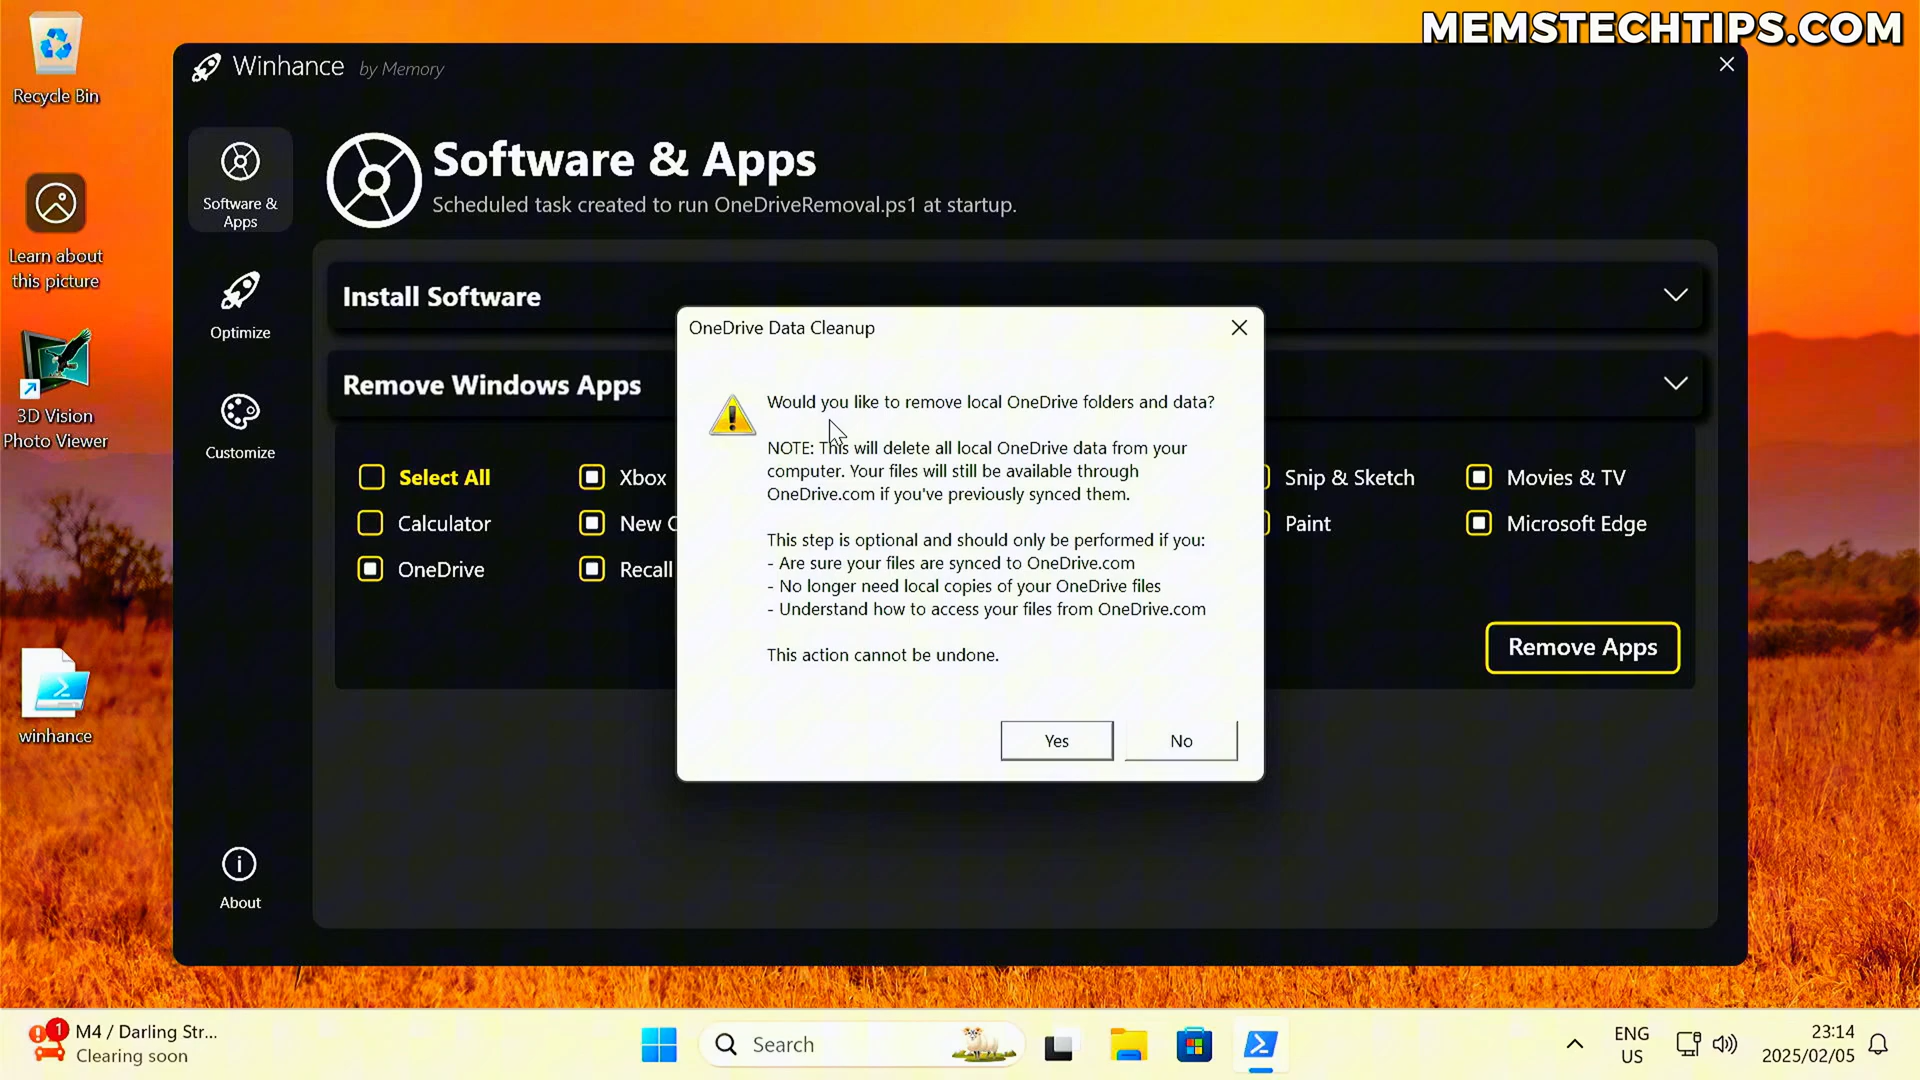 MEMSTECHTIPS.COM
Recycle Bin
Learn about
this picture
3D Vision
Photo Viewer
winhance
Winhance by Memory
Software &
Apps
Optimize
Customize
About
Software & Apps
Scheduled task created to run OneDriveRemoval.ps1 at startup.
Install Software
Remove Windows Apps
Select All
Xbox
Snip & Sketch
Movies & TV
Calculator
New
Paint
Microsoft Edge
OneDrive
Recall
Remove Apps
OneDrive Data Cleanup
Would you like to remove local OneDrive folders and data?
NOTE: This will delete all local OneDrive data from your
computer. Your files will still be available through
OneDrive.com if you've previously synced them.
This step is optional and should only be performed if you:
- Are sure your files are synced to OneDrive.com
- No longer need local copies of your OneDrive files
- Understand how to access your files from OneDrive.com
This action cannot be undone.
Yes
No
1
M4 / Darling Str...
Clearing soon
Search
ENG
US
23:14
2025/02/05